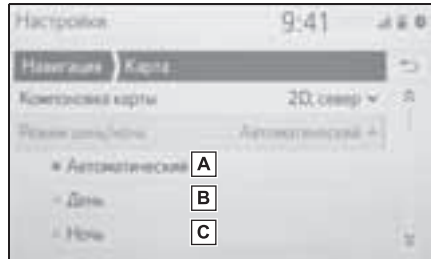 Настройки 9:41
Навигация Карта
Компоновка карты 2D, север
Режим день/ночь Автоматический
Автоматический A
День B
Ночь C